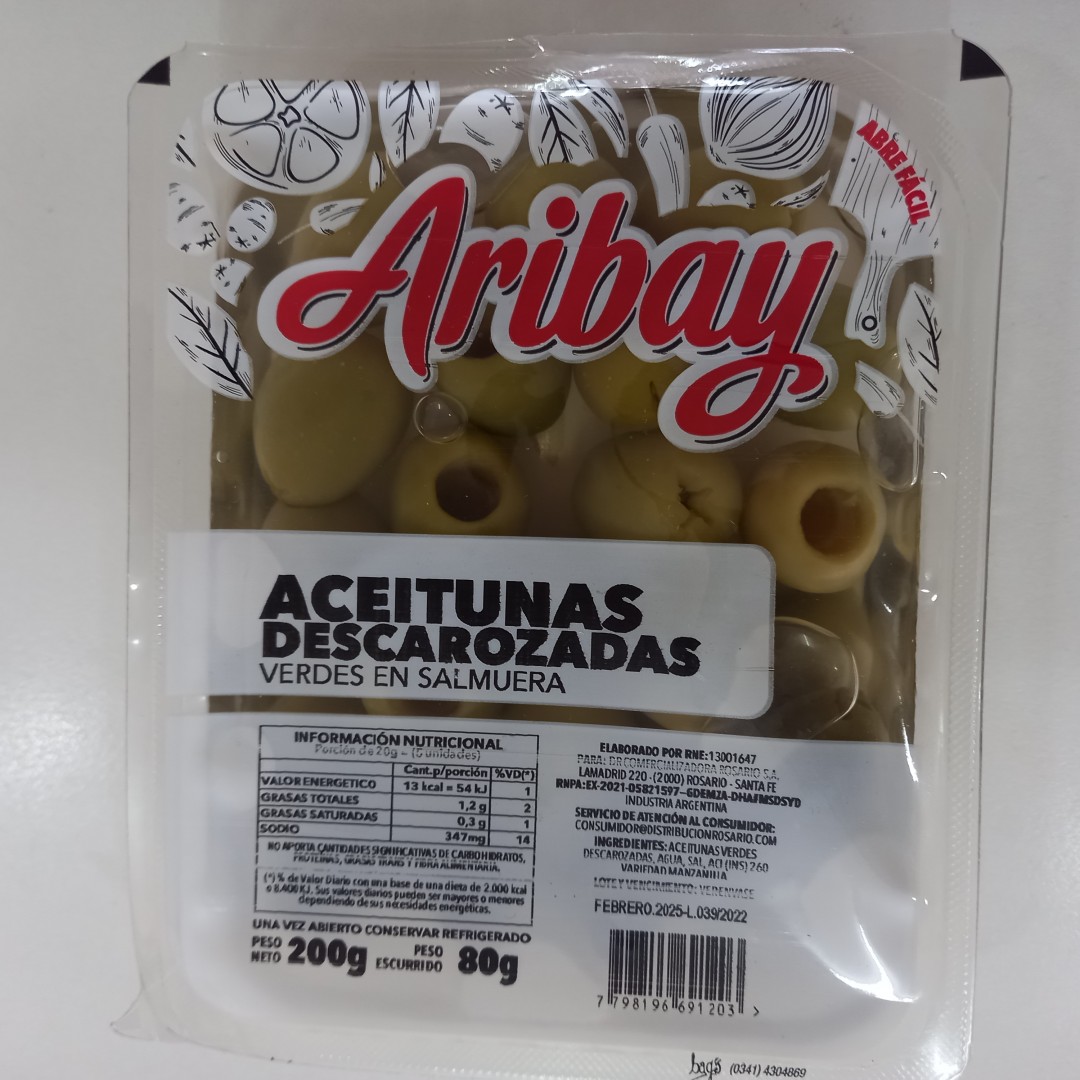 ABRE FÁCIL
Aribay
ACEITUNAS
DESCAROZADAS
VERDES EN SALMUERA
INFORMACIÓN NUTRICIONAL
Porción de 20g - (5 unidades)
Cant.p/porción %VD(*)
VALOR ENERGETICO 13 kcal = 54 kJ 1
GRASAS TOTALES 1,2 g 2
GRASAS SATURADAS 0,3 g 1
SODIO 347mg 14
NO APORTA CANTIDADES SIGNIFICATIVAS DE CARBOHIDRATOS,
PROTEINAS, GRASAS TRANS Y FIBRA ALIMENTARIA.
(*) % de Valor Diario con una base de una dieta de 2.000 kcal
o 8.400 KJ. Sus valores diarios pueden ser mayores o menores
dependiendo de sus necesidades energéticas.
UNA VEZ ABIERTO CONSERVAR REFRIGERADO
PESO NETO 200g PESO ESCURRIDO 80g
ELABORADO POR RNE:13001647
PARA: DR COMERCIALIZADORA ROSARIO S.A.
LAMADRID 220 - (2000) ROSARIO - SANTA FE
RNPA:EX-2021-05821597--6DEMZA-DHAFMSDSYD
INDUSTRIA ARGENTINA
SERVICIO DE ATENCIÓN AL CONSUMIDOR:
CONSUMIDOR@DISTRIBUCIONROSARIO.COM
INGREDIENTES: ACEITUNAS VERDES
DESCAROZADAS, AGUA, SAL, ACI (INS) 260
VARIEDAD MANZANILLA
LOTE Y VENCIMIENTO: VER ENVASE
FEBRERO.2025-L.039/2022
7 798196 691203 >
bag's (0341) 4304869